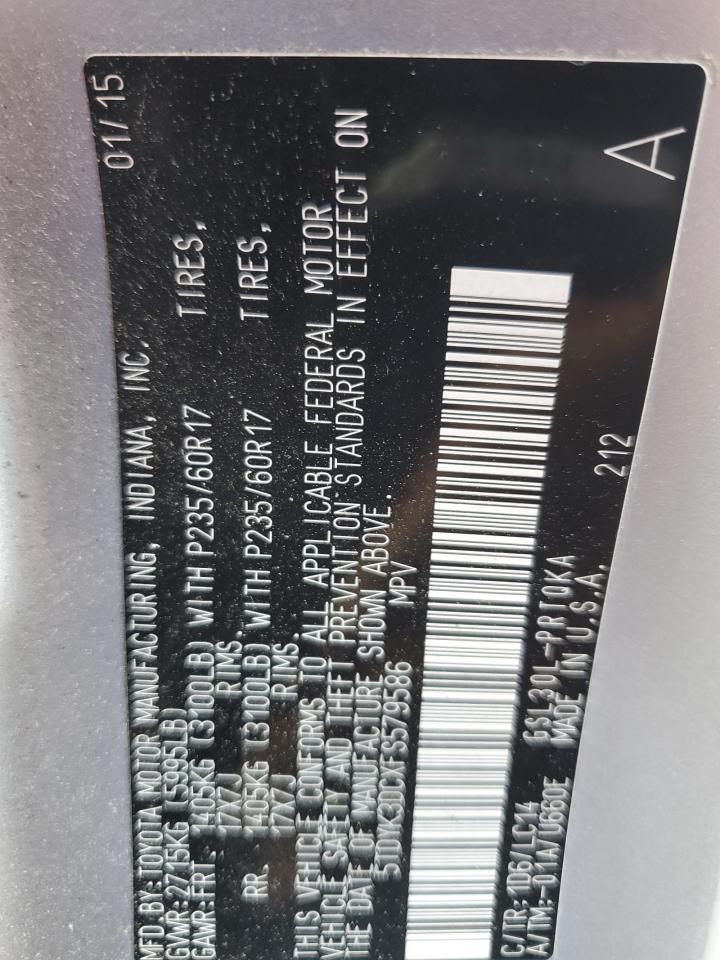 MFD.BY:TOYOTA MOTOR MANUFACTURING, INDIANA, INC. 01/15
GVWR:2715KG (5995LB)
GAWR:FRT 1405KG (3100LB) WITH P235/60R17 TIRES,
17X7J RIMS.
RR. 1405KG (3100LB) WITH P235/60R17 TIRES,
17X7J RIMS.
THIS VEHICLE CONFORMS TO ALL APPLICABLE FEDERAL MOTOR
VEHICLE SAFETY AND THEFT PREVENTION STANDARDS IN EFFECT ON
THE DATE OF MANUFACTURE SHOWN ABOVE.
5TDYK3DCXFS579586 MPV
C/TR: 1D6/LC14 GSL30L-PRTOKA 212
A/TM:-01A/U660E MADE IN U.S.A.
A